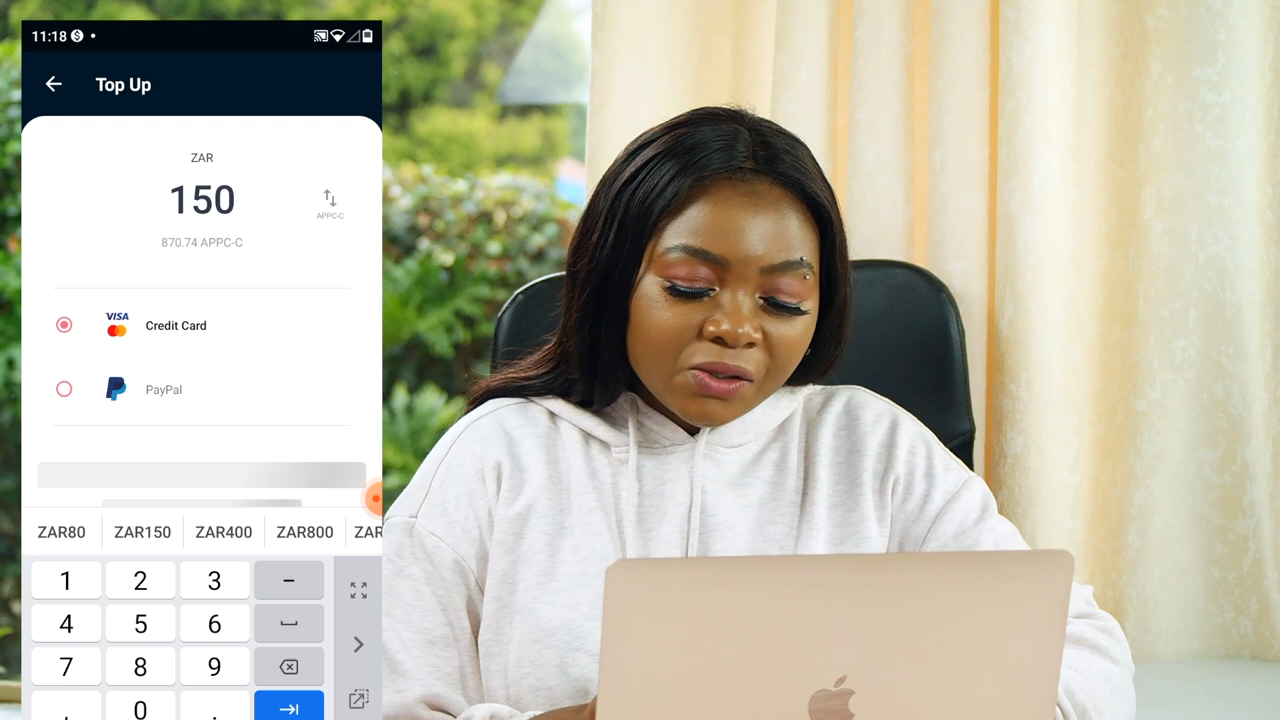 11:18
Top Up
ZAR
150
APPC-C
870.74 APPC-C
VISA
Credit Card
PayPal
ZAR80 ZAR150 ZAR400 ZAR800 ZAR
1 2 3 –
4 5 6
7 8 9
, 0 .